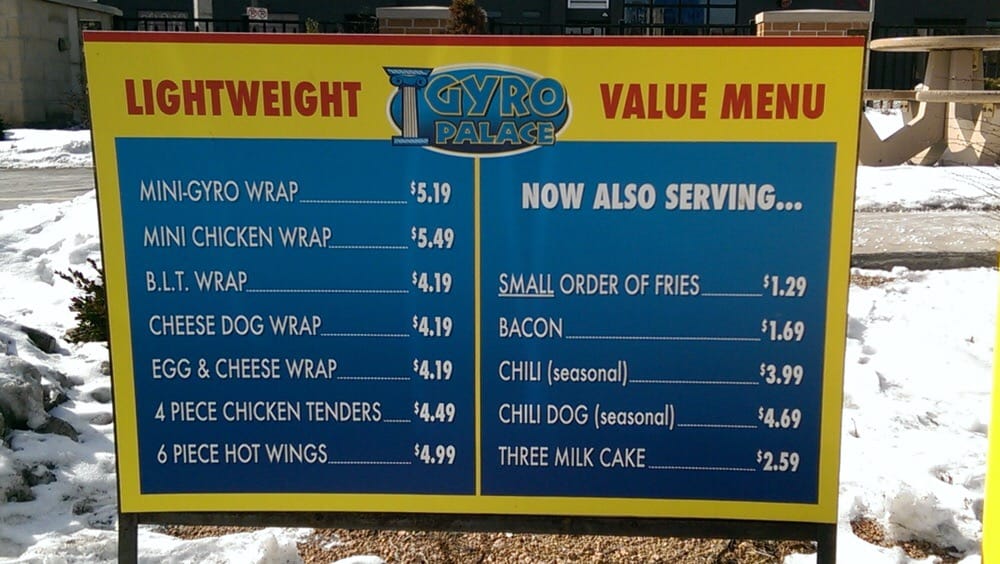 LIGHTWEIGHT GYRO PALACE VALUE MENU
MINI-GYRO WRAP $5.19
MINI CHICKEN WRAP $5.49
B.L.T. WRAP $4.19
CHEESE DOG WRAP $4.19
EGG & CHEESE WRAP $4.19
4 PIECE CHICKEN TENDERS $4.49
6 PIECE HOT WINGS $4.99
NOW ALSO SERVING...
SMALL ORDER OF FRIES $1.29
BACON $1.69
CHILI (seasonal) $3.99
CHILI DOG (seasonal) $4.69
THREE MILK CAKE $2.59